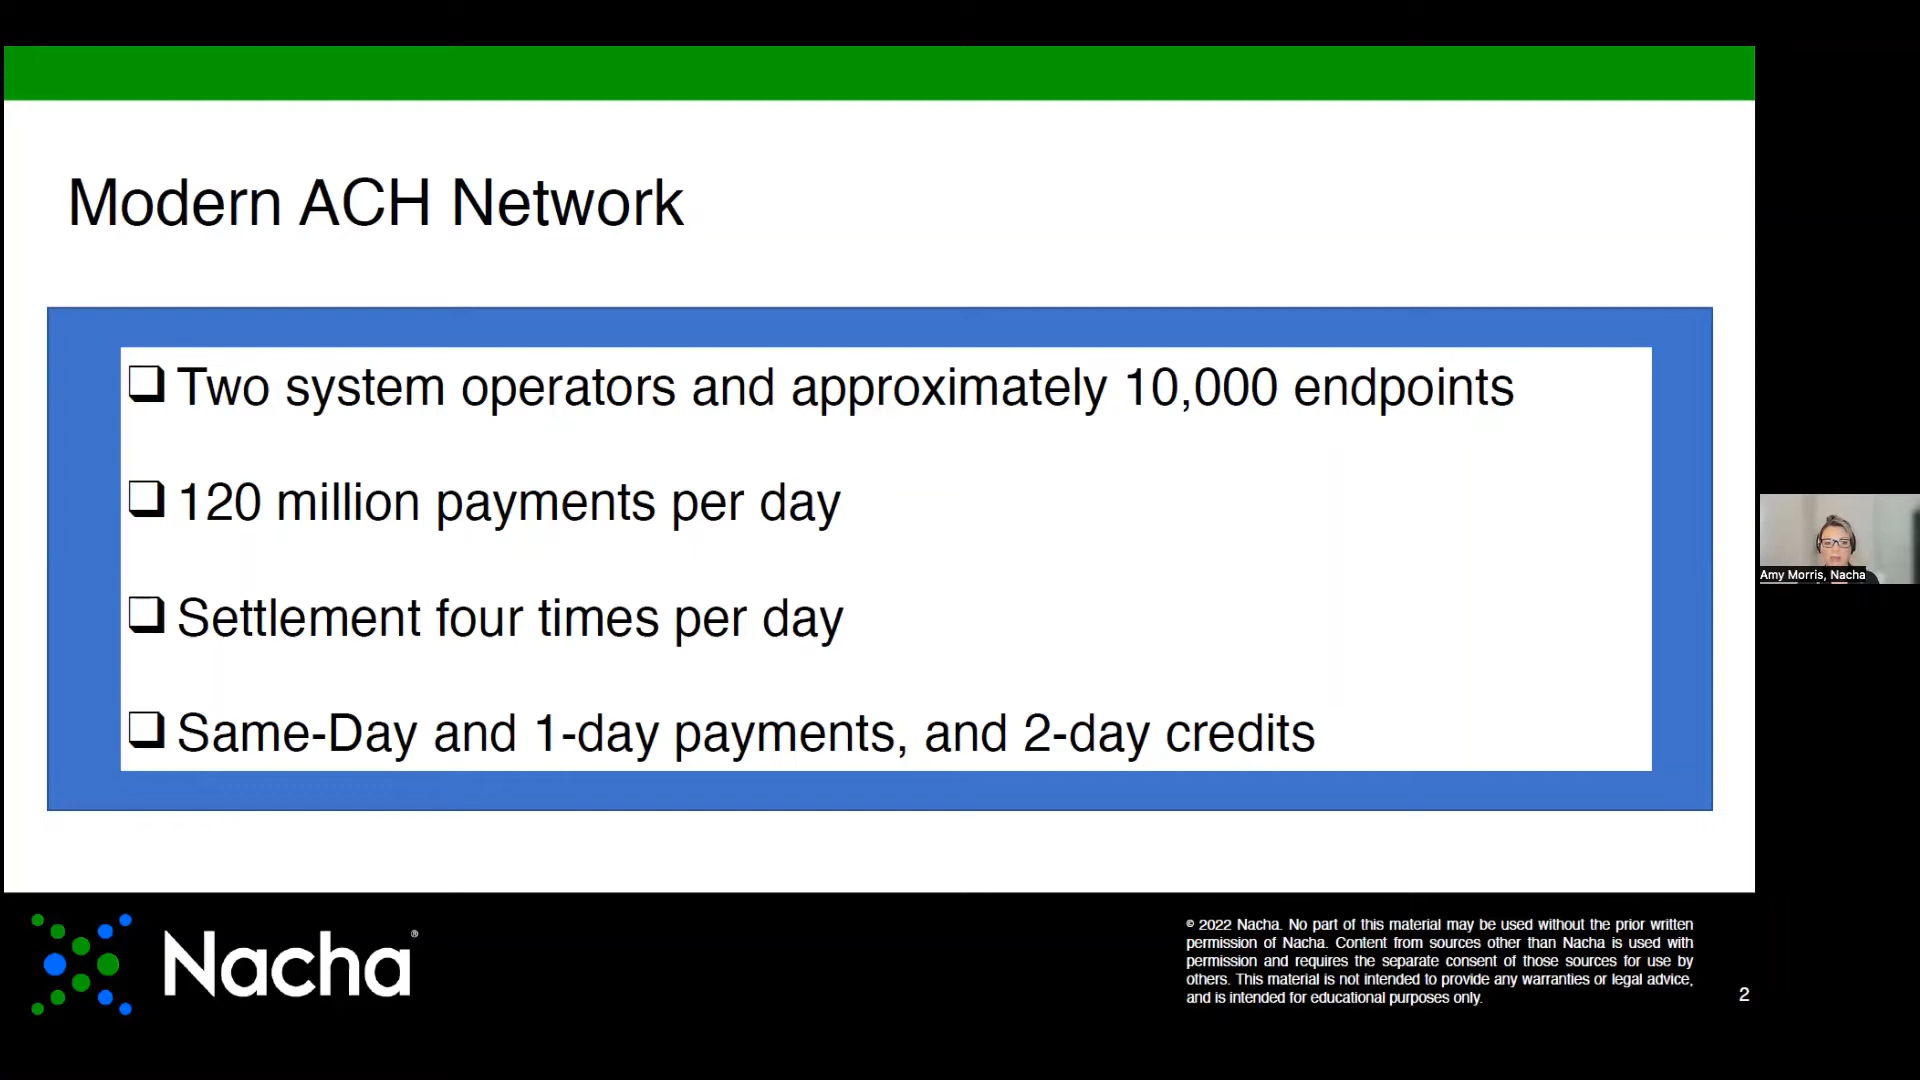 Modern ACH Network
Two system operators and approximately 10,000 endpoints
120 million payments per day
Settlement four times per day
Same-Day and 1-day payments, and 2-day credits
Amy Morris, Nacha
Nacha®
© 2022 Nacha. No part of this material may be used without the prior written
permission of Nacha. Content from sources other than Nacha is used with
permission and requires the separate consent of those sources for use by
others. This material is not intended to provide any warranties or legal advice,
and is intended for educational purposes only.
2